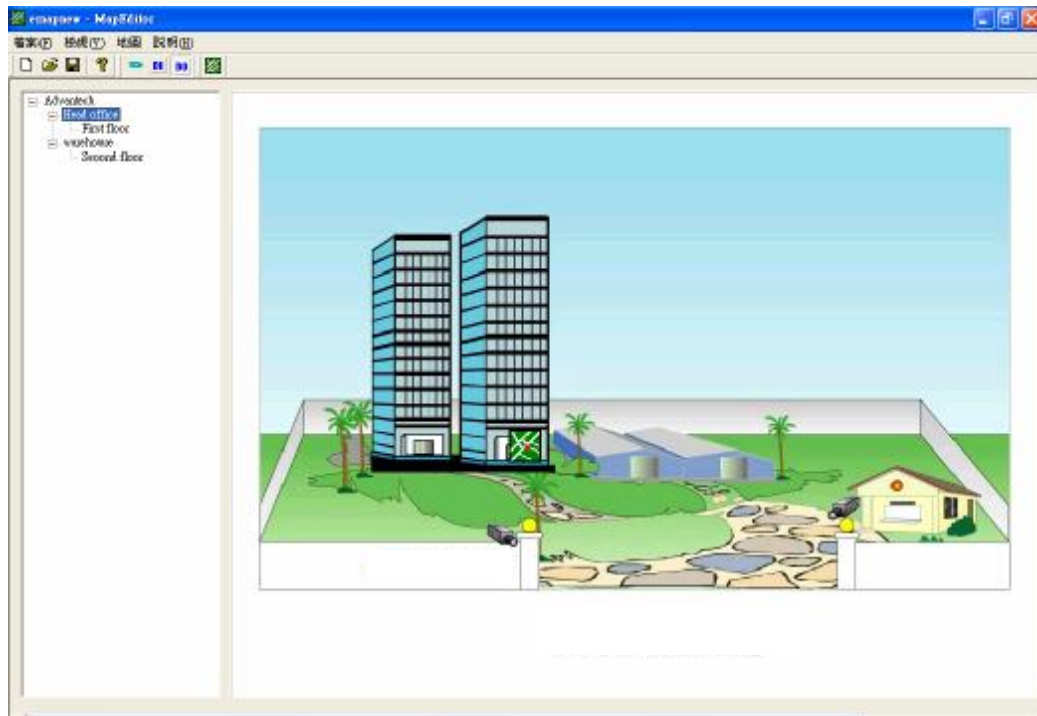 emapnew - MapEditor
檔案(F) 檢視(V) 地圖 說明(H)
Advantech
Head office
First floor
warehouse
Second floor